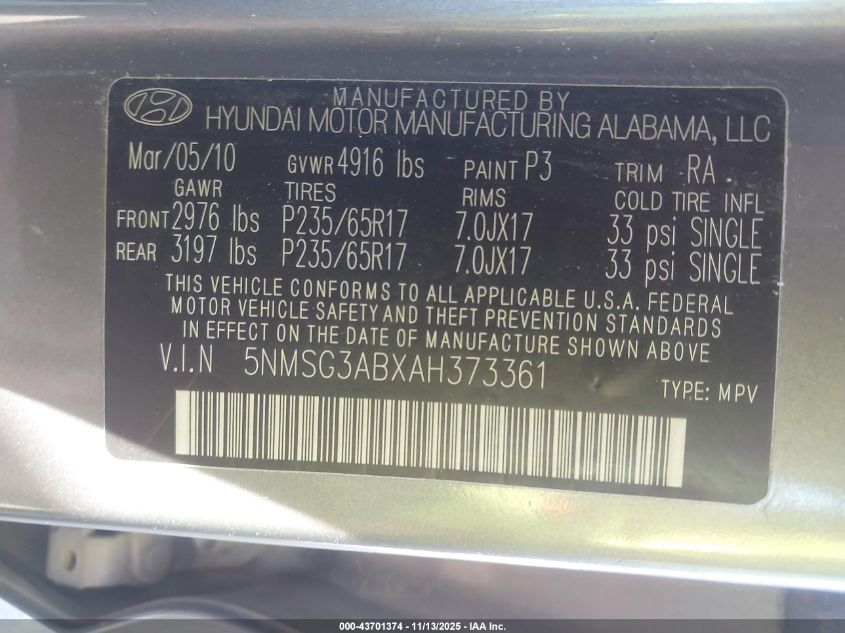 MANUFACTURED BY
HYUNDAI MOTOR MANUFACTURING ALABAMA, LLC
Mar/05/10 GVWR 4916 lbs PAINT P3 TRIM RA
GAWR TIRES RIMS COLD TIRE INFL
FRONT 2976 lbs P235/65R17 7.0JX17 33 psi SINGLE
REAR 3197 lbs P235/65R17 7.0JX17 33 psi SINGLE
THIS VEHICLE CONFORMS TO ALL APPLICABLE U.S.A. FEDERAL
MOTOR VEHICLE SAFETY AND THEFT PREVENTION STANDARDS
IN EFFECT ON THE DATE OF MANUFACTURE SHOWN ABOVE
V.I.N 5NMSG3ABXAH373361
TYPE: MPV
000-43701374 - 11/13/2025 - IAA Inc.